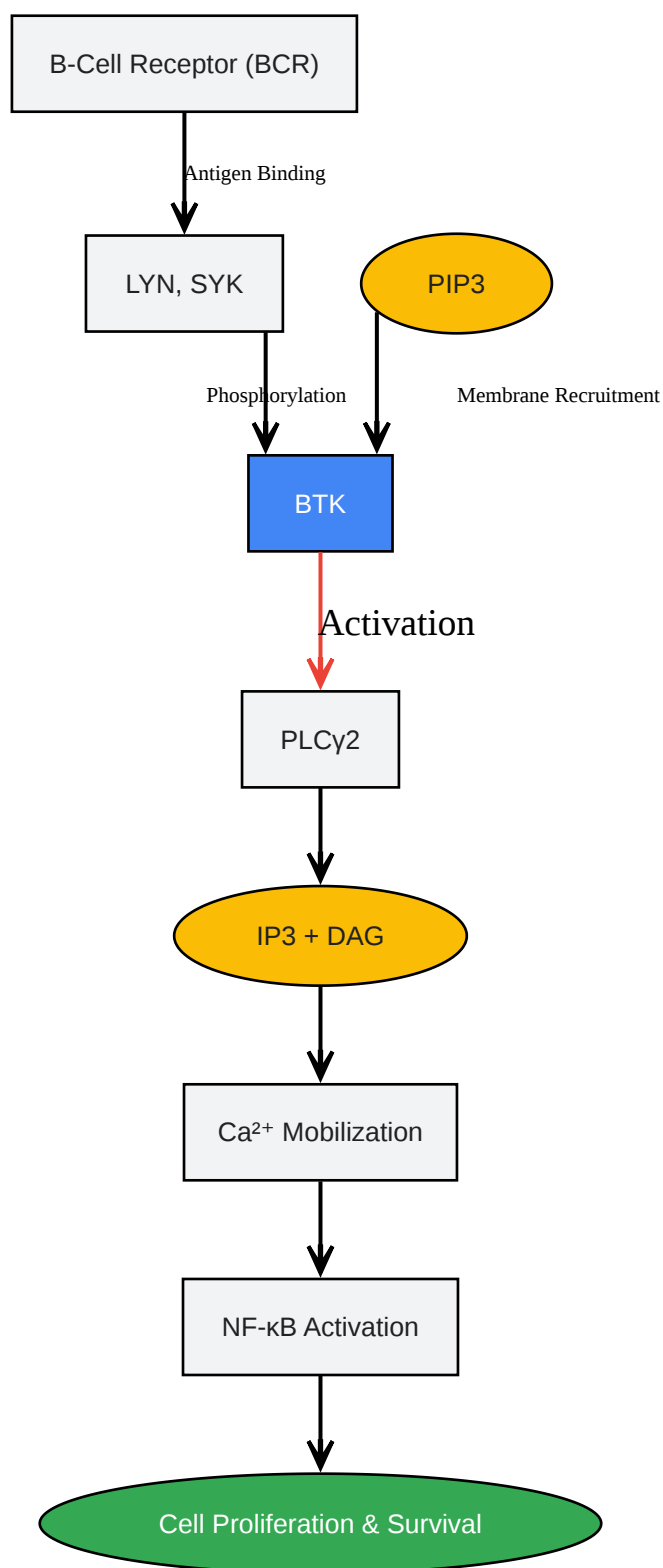 B-Cell Receptor (BCR)
Antigen Binding
LYN, SYK
PIP3
Phosphorylation
Membrane Recruitment
BTK
Activation
PLCγ2
IP3 + DAG
Ca²⁺ Mobilization
NF-κB Activation
Cell Proliferation & Survival